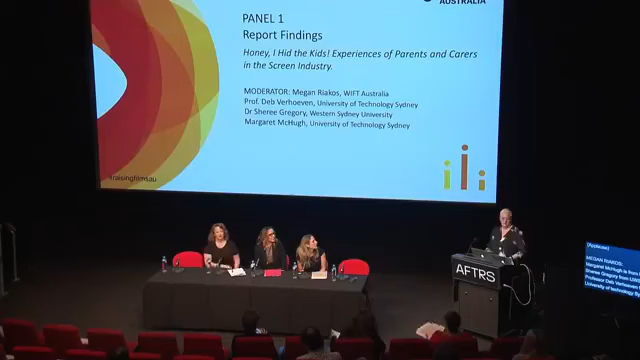 AUSTRALIA
PANEL 1
Report Findings
Honey, I Hid the Kids! Experiences of Parents and Carers
in the Screen Industry.
MODERATOR: Megan Riakos, WIFT Australia
Prof. Deb Verhoeven, University of Technology Sydney
Dr Sheree Gregory, Western Sydney University
Margaret McHugh, University of Technology Sydney
#raisingfilmsau
AFTRS
[Applause]
MEGAN RIAKOS:
Margaret McHugh is from
Sheree Gregory from UWS
Professor Deb Verhoeven
University of technology Sydney